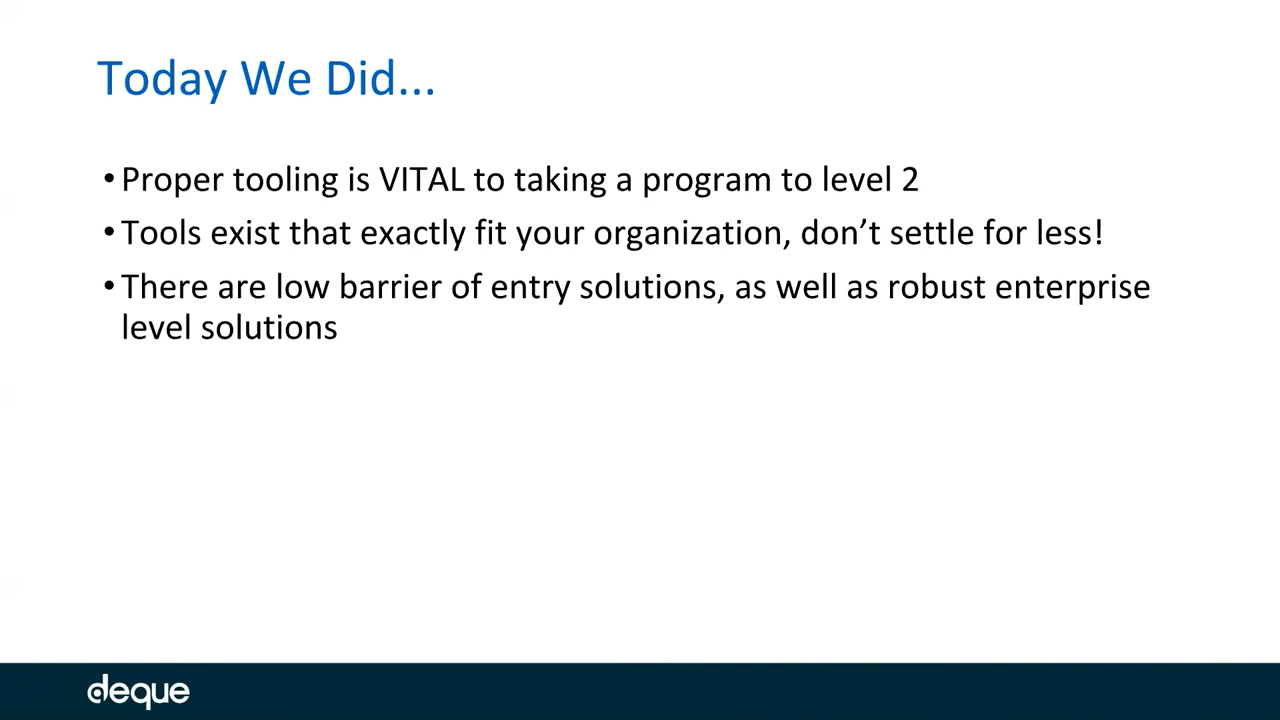 Today We Did...
•Proper tooling is VITAL to taking a program to level 2
•Tools exist that exactly fit your organization, don’t settle for less!
•There are low barrier of entry solutions, as well as robust enterprise
level solutions
deque